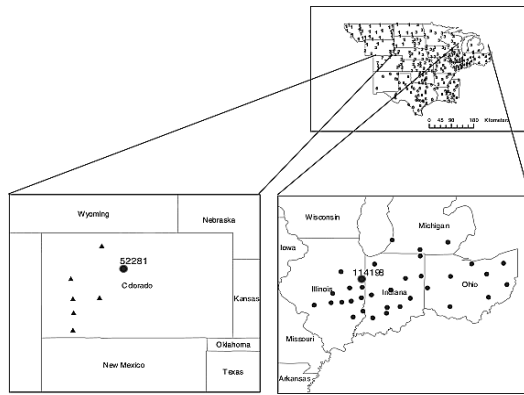 Kilometers
0 45 90 180
Wyoming
Nebraska
52281
Colorado
Kansas
Oklahoma
New Mexico
Texas
Wisconsin
Michigan
Iowa
114198
Illinois
Indiana
Ohio
Missouri
Arkansas